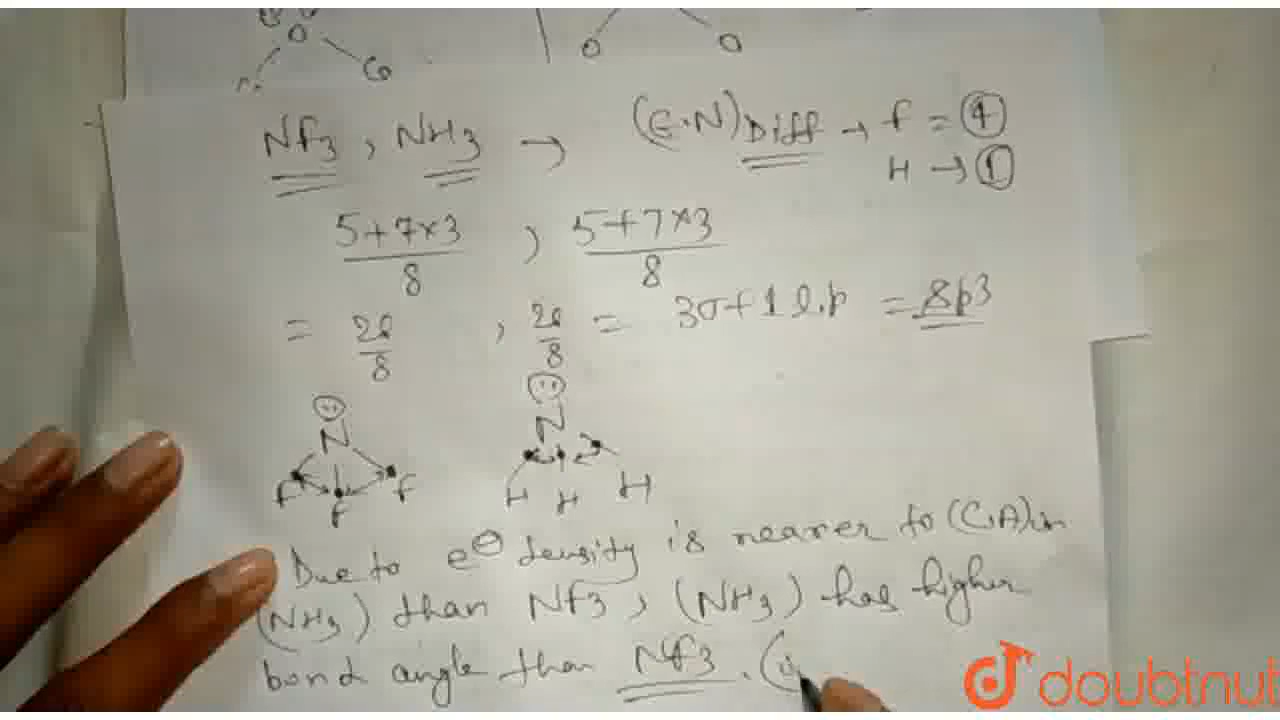 O
Cl
O O
Nf3 , NH3 → (E.N)Diff → f = 4
H → 1
5+7×3 / 8 , 5+7×3 / 8
= 26/8 , 26/8 = 3σ+1 l.p = sp3
N N
F F F H H H
Due to e⊖ density is nearer to (C.A) in
(NH3) than Nf3, (NH3) has higher
bond angle than Nf3. (
doubtnut